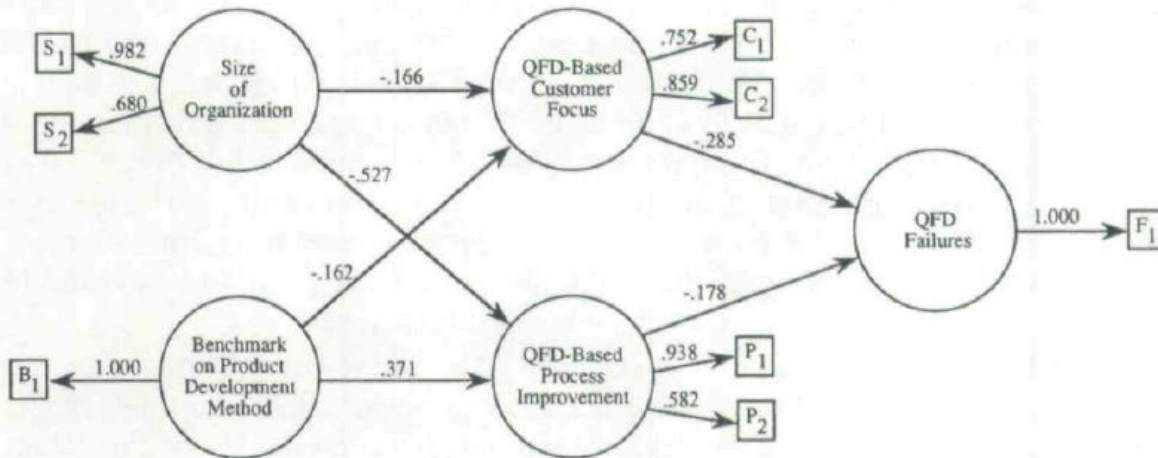 S1
.982
Size
of
Organization
S2
.680
-.166
QFD-Based
Customer
Focus
.752
C1
.859
C2
-.285
-.527
QFD
Failures
1.000
F1
-.162
-.178
B1
1.000
Benchmark
on Product
Development
Method
.371
QFD-Based
Process
Improvement
.938
P1
.582
P2